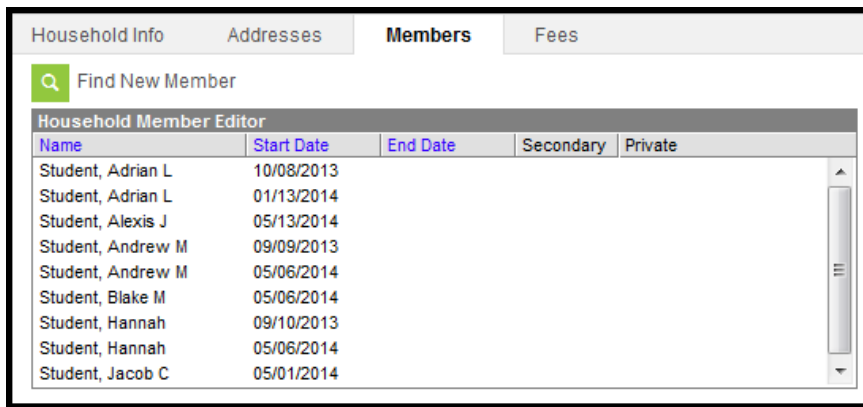 Household Info Addresses Members Fees
Find New Member
Household Member Editor
Name Start Date End Date Secondary Private
Student, Adrian L 10/08/2013
Student, Adrian L 01/13/2014
Student, Alexis J 05/13/2014
Student, Andrew M 09/09/2013
Student, Andrew M 05/06/2014
Student, Blake M 05/06/2014
Student, Hannah 09/10/2013
Student, Hannah 05/06/2014
Student, Jacob C 05/01/2014